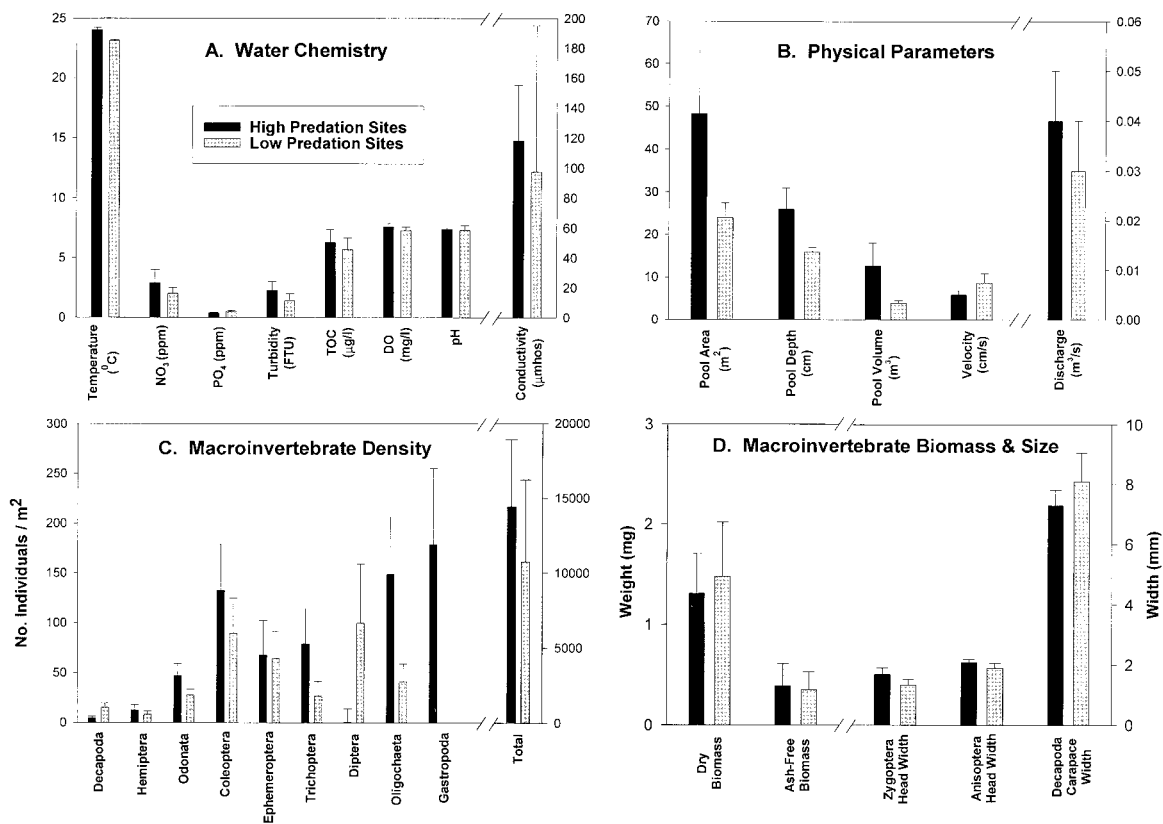 A. Water Chemistry
High Predation Sites
Low Predation Sites
25
20
15
10
5
0
200
180
160
140
120
100
80
60
40
20
0
Temperature
(⁰C)
NO₃ (ppm)
PO₄ (ppm)
Turbidity
(FTU)
TOC
(µg/l)
DO
(mg/l)
pH
Conductivity
(µmhos)
B. Physical Parameters
70
60
50
40
30
20
10
0
0.06
0.05
0.04
0.03
0.02
0.01
0.00
Pool Area
(m²)
Pool Depth
(cm)
Pool Volume
(m³)
Velocity
(cm/s)
Discharge
(m³/s)
C. Macroinvertebrate Density
No. Individuals / m²
300
250
200
150
100
50
0
20000
15000
10000
5000
0
Decapoda
Hemiptera
Odonata
Coleoptera
Ephemeroptera
Trichoptera
Diptera
Oligochaeta
Gastropoda
Total
D. Macroinvertebrate Biomass & Size
Weight (mg)
3
2
1
0
10
8
6
4
2
0
Width (mm)
Dry
Biomass
Ash-Free
Biomass
Zygoptera
Head Width
Anisoptera
Head Width
Decapoda
Carapace
Width